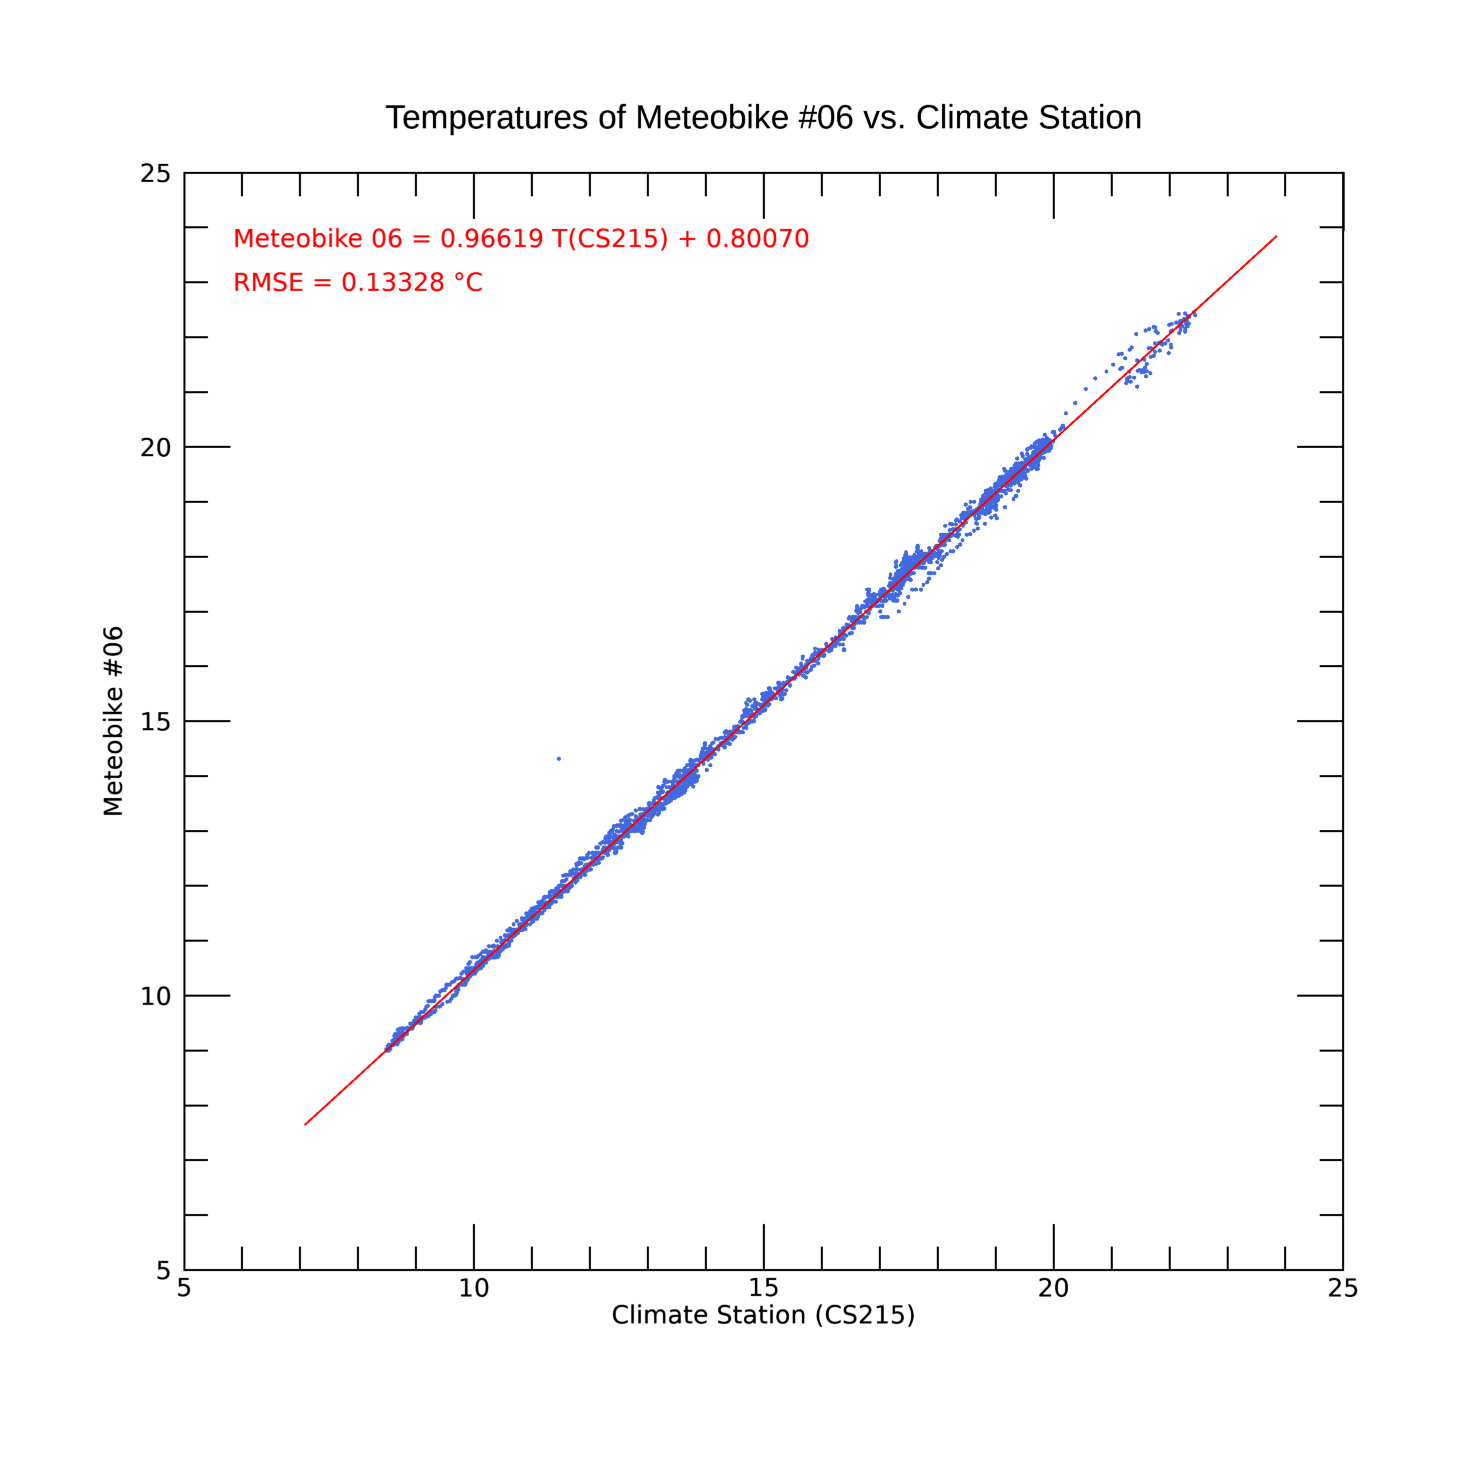 Temperatures of Meteobike #06 vs. Climate Station
25
Meteobike 06 = 0.96619 T(CS215) + 0.80070
RMSE = 0.13328 °C
20
15
10
5
Meteobike #06
5 10 15 20 25
Climate Station (CS215)